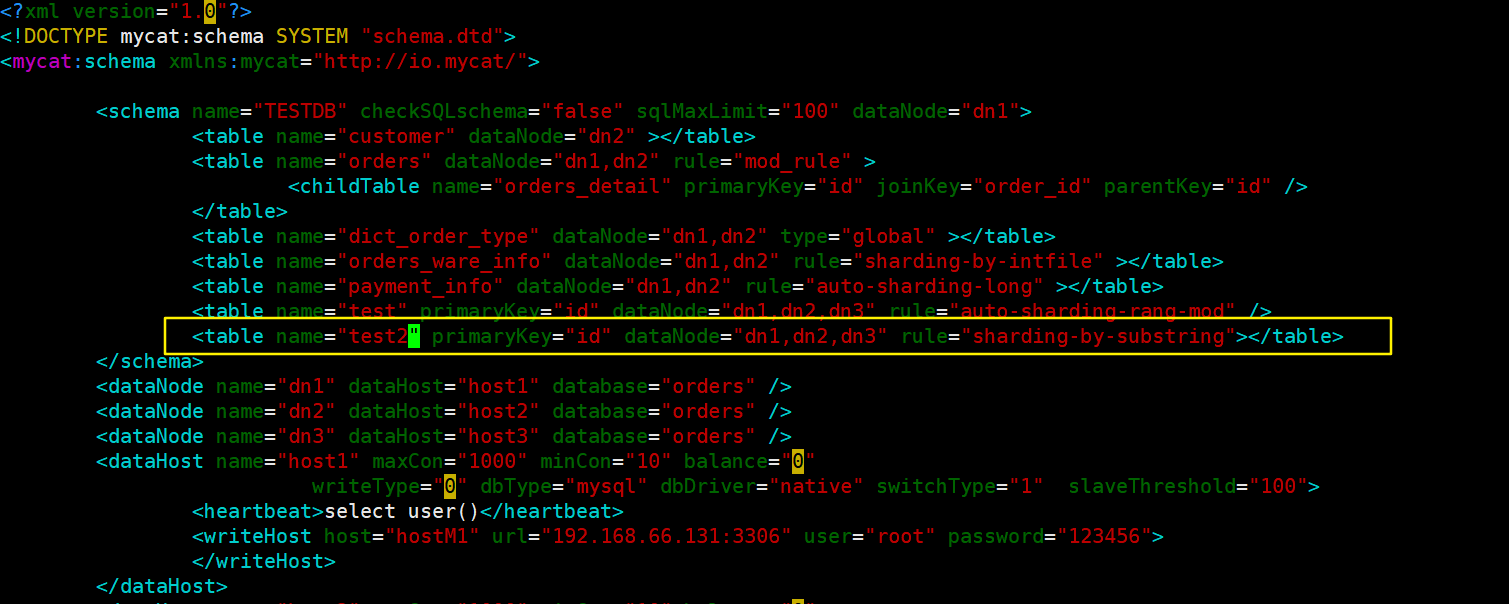 <?xml version="1.0"?>
<!DOCTYPE mycat:schema SYSTEM "schema.dtd">
<mycat:schema xmlns:mycat="http://io.mycat/">
<schema name="TESTDB" checkSQLschema="false" sqlMaxLimit="100" dataNode="dn1">
<table name="customer" dataNode="dn2" ></table>
<table name="orders" dataNode="dn1,dn2" rule="mod_rule" >
<childTable name="orders_detail" primaryKey="id" joinKey="order_id" parentKey="id" />
</table>
<table name="dict_order_type" dataNode="dn1,dn2" type="global" ></table>
<table name="orders_ware_info" dataNode="dn1,dn2" rule="sharding-by-intfile" ></table>
<table name="payment_info" dataNode="dn1,dn2" rule="auto-sharding-long" ></table>
<table name="test" primaryKey="id" dataNode="dn1,dn2,dn3" rule="auto-sharding-rang-mod" />
<table name="test2" primaryKey="id" dataNode="dn1,dn2,dn3" rule="sharding-by-substring"></table>
</schema>
<dataNode name="dn1" dataHost="host1" database="orders" />
<dataNode name="dn2" dataHost="host2" database="orders" />
<dataNode name="dn3" dataHost="host3" database="orders" />
<dataHost name="host1" maxCon="1000" minCon="10" balance="0"
writeType="0" dbType="mysql" dbDriver="native" switchType="1" slaveThreshold="100">
<heartbeat>select user()</heartbeat>
<writeHost host="hostM1" url="192.168.66.131:3306" user="root" password="123456">
</writeHost>
</dataHost>